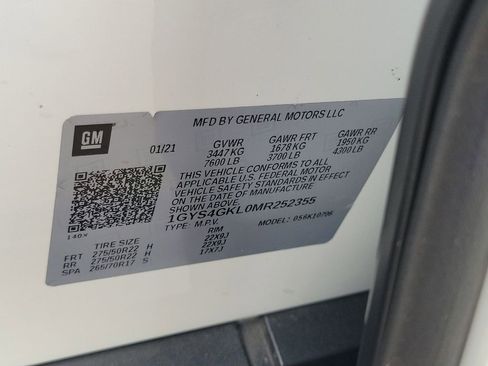 MFD BY GENERAL MOTORS LLC
GM
01/21 GVWR GAWR FRT GAWR RR
3447 KG 1678 KG 1950 KG
7600 LB 3700 LB 4300 LB
THIS VEHICLE CONFORMS TO ALL
APPLICABLE U.S. FEDERAL MOTOR
VEHICLE SAFETY STANDARDS IN EFFECT
ON THE DATE OF MANUFACTURE
SHOWN ABOVE.
1GYS4GKL0MR252355
TYPE: M.P.V. MODEL:
140X
TIRE SIZE RIM
FRT 275/50R22 H 22X9J
RR 275/50R22 H 22X9J
SPA 265/70R17 S 17X7J